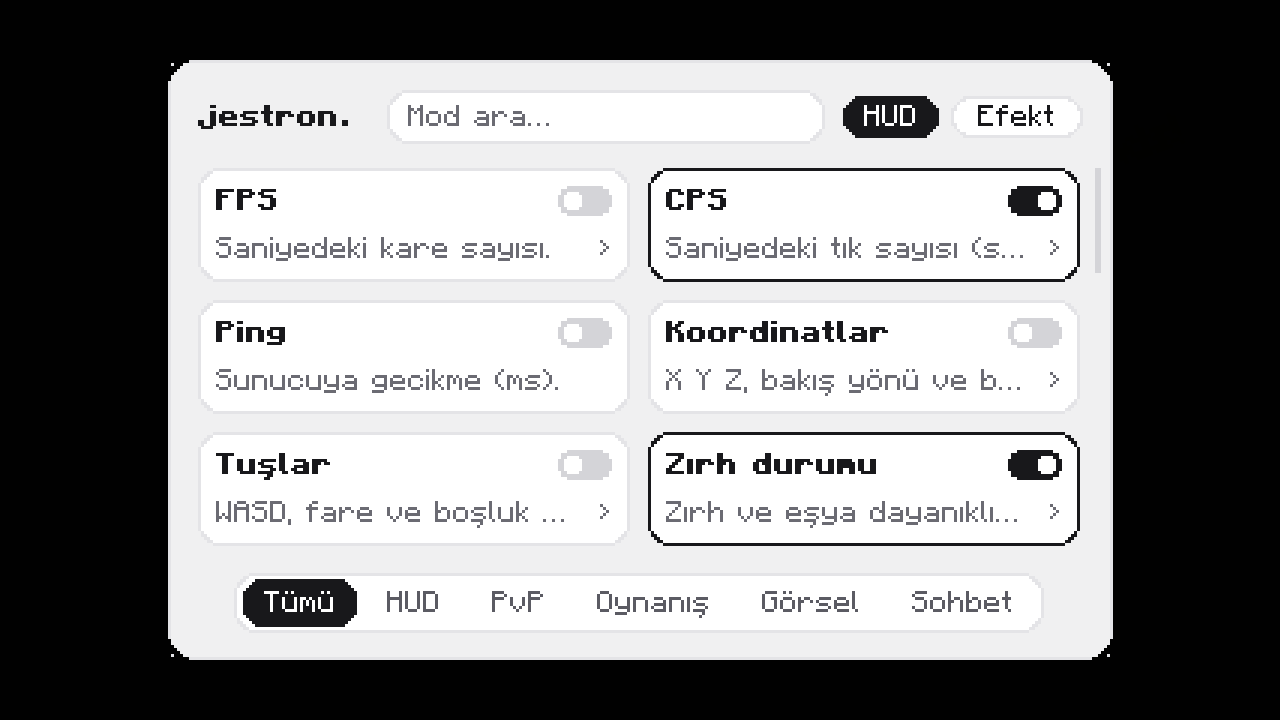 jestron.
Mod ara...
HUD
Efekt
FPS
Saniyedeki kare sayısı. >
CPS
Saniyedeki tık sayısı (s... >
Ping
Sunucuya gecikme (ms).
Koordinatlar
X Y Z, bakış yönü ve b... >
Tuşlar
WASD, fare ve boşluk ... >
Zırh durumu
Zırh ve eşya dayanıklı... >
Tümü
HUD
PvP
Oynanış
Görsel
Sohbet